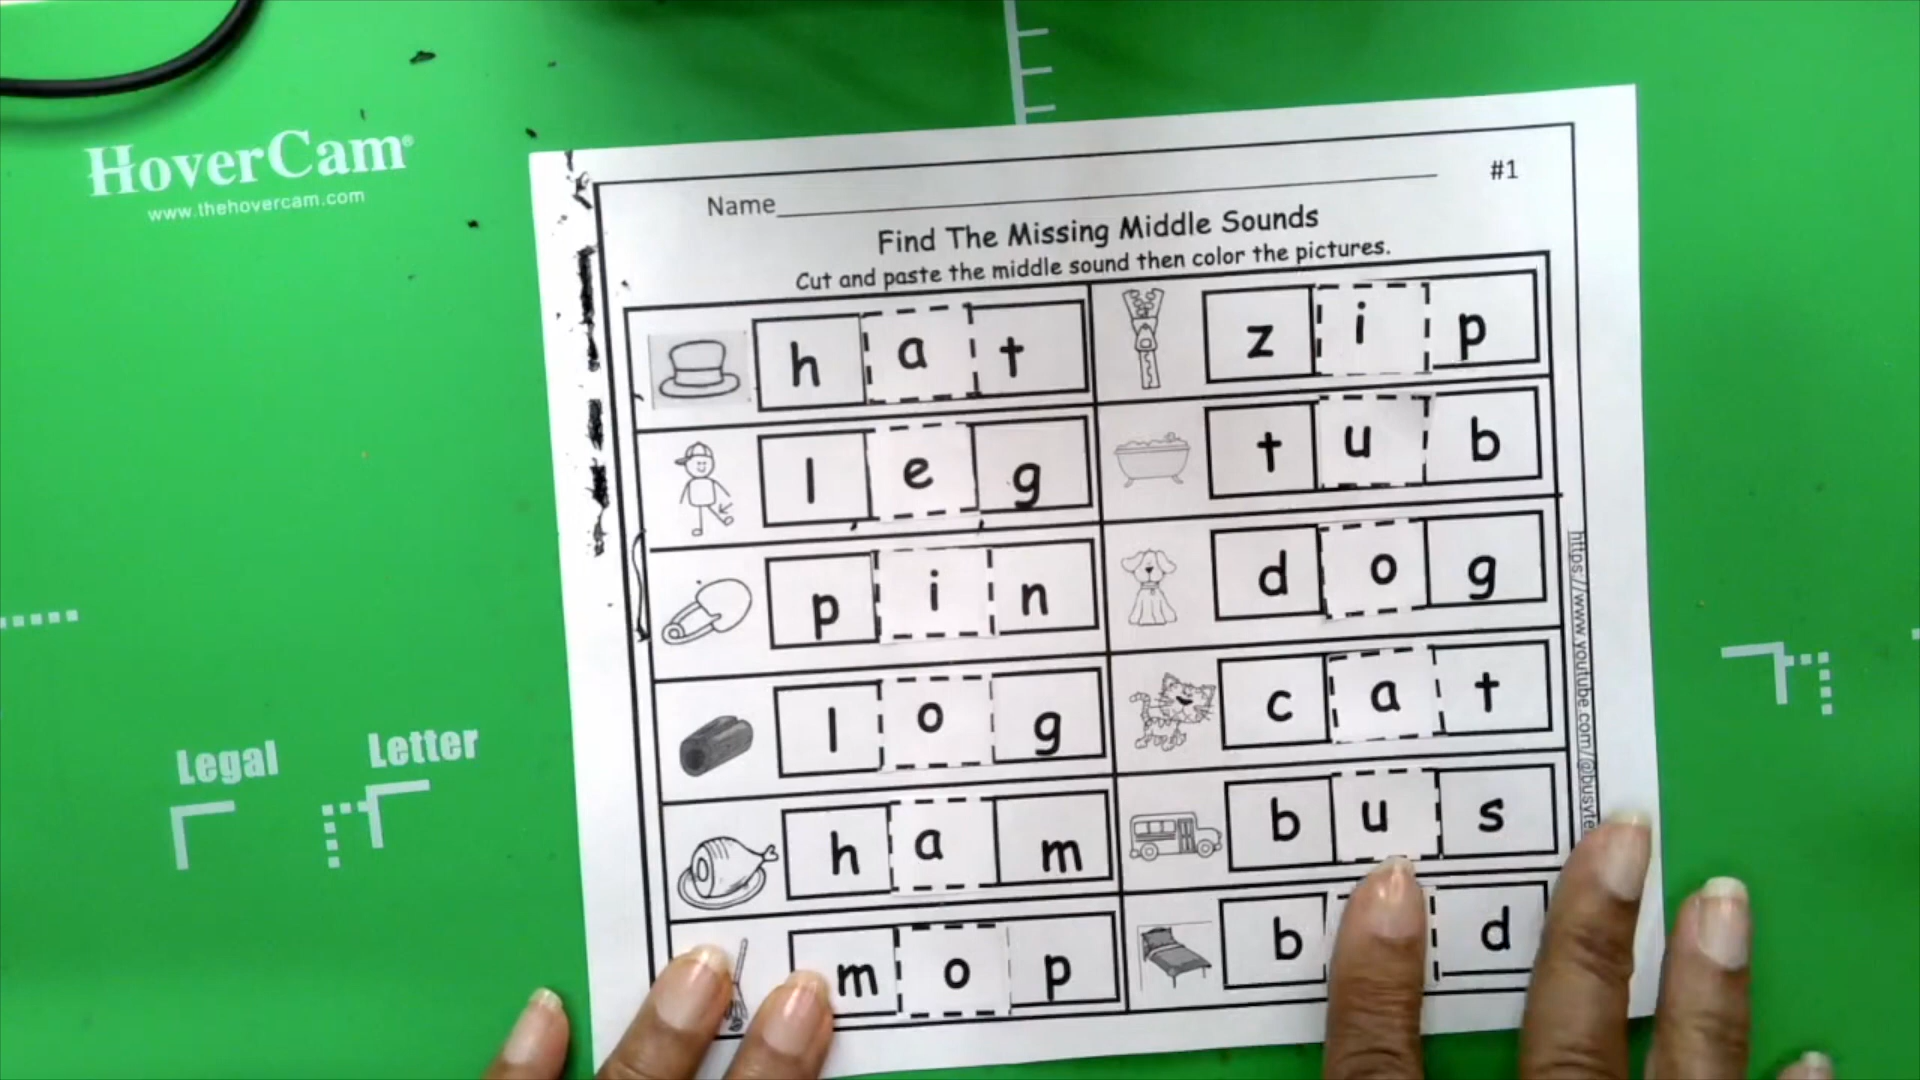 HoverCam®
www.thehovercam.com
#1
Name
Find The Missing Middle Sounds
Cut and paste the middle sound then color the pictures.
h a t
z i p
l e g
t u b
p i n
d o g
l o g
c a t
h a m
b u s
m o p
b d
https://www.youtube.com/@busyte
Legal
Letter